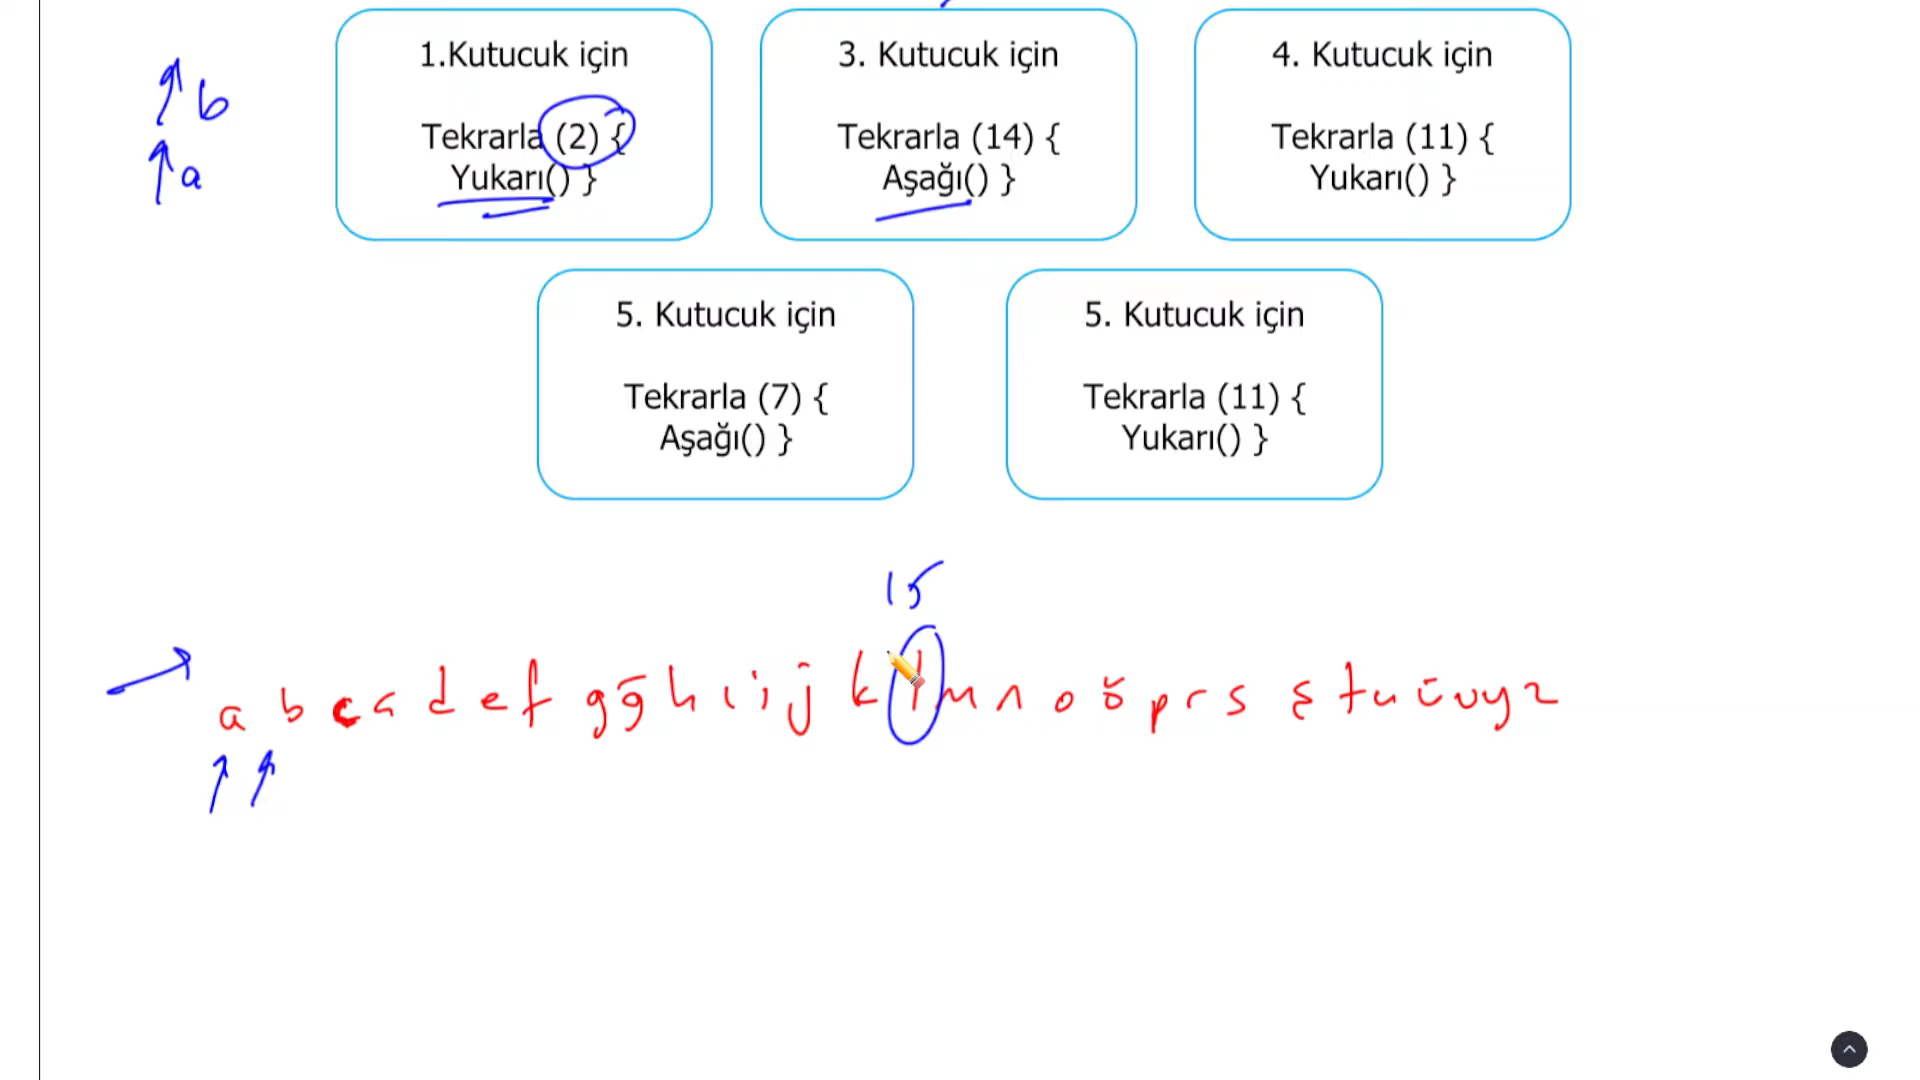 1.Kutucuk için
Tekrarla (2) {
Yukarı() }
3. Kutucuk için
Tekrarla (14) {
Aşağı() }
4. Kutucuk için
Tekrarla (11) {
Yukarı() }
b
a
5. Kutucuk için
Tekrarla (7) {
Aşağı() }
5. Kutucuk için
Tekrarla (11) {
Yukarı() }
15
a b c ç d e f g ğ h ı i j k l m n o ö p r s ş t u ü v y z